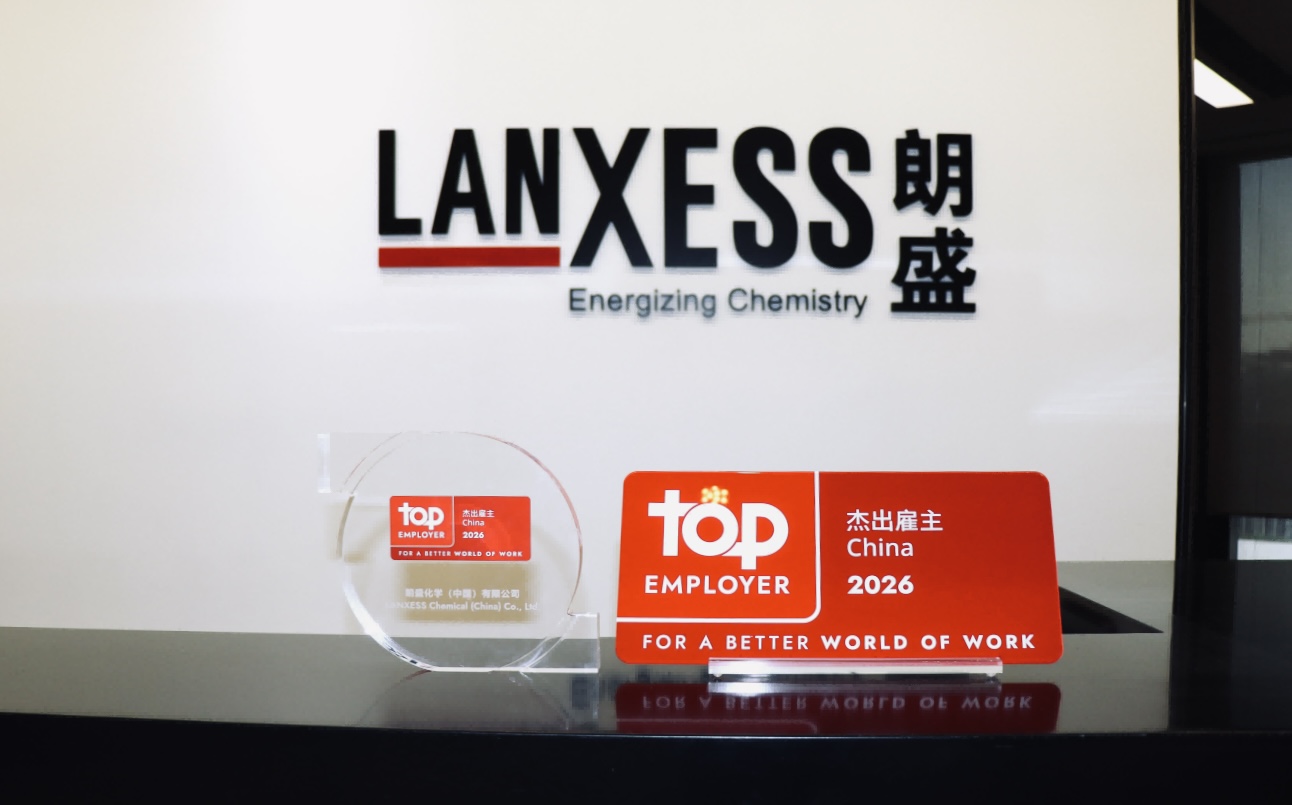 LANXESS
朗盛
Energizing Chemistry
top
EMPLOYER
杰出雇主
China
2026
FOR A BETTER WORLD OF WORK
朗盛化学（中国）有限公司
LANXESS Chemical (China) Co., Ltd.
top
EMPLOYER
杰出雇主
China
2026
FOR A BETTER WORLD OF WORK